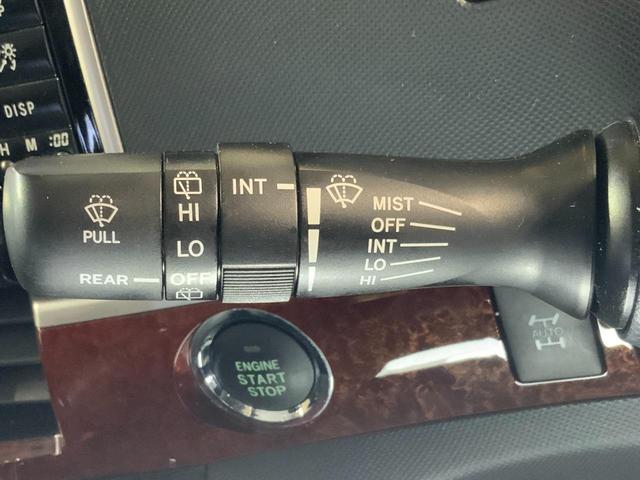 DISP
H M :00
PULL
REAR
HI
LO
OFF
INT
MIST
OFF
INT
LO
HI
ENGINE
START
STOP
AUTO